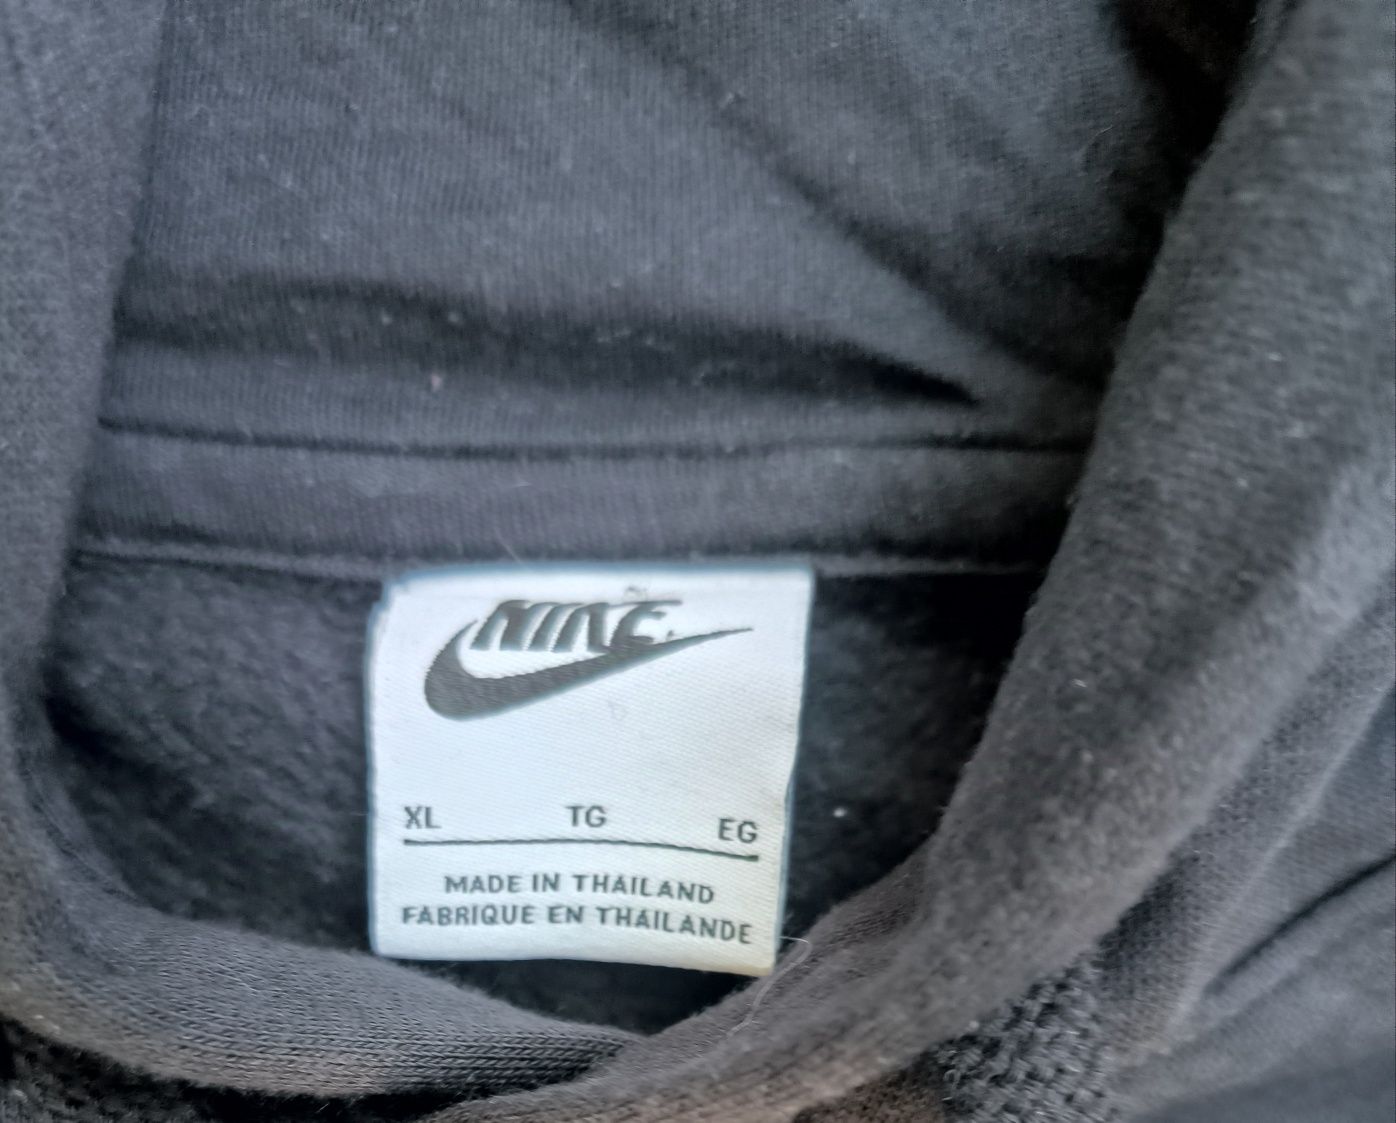 NIKE
XL TG EG
MADE IN THAILAND
FABRIQUE EN THAILANDE